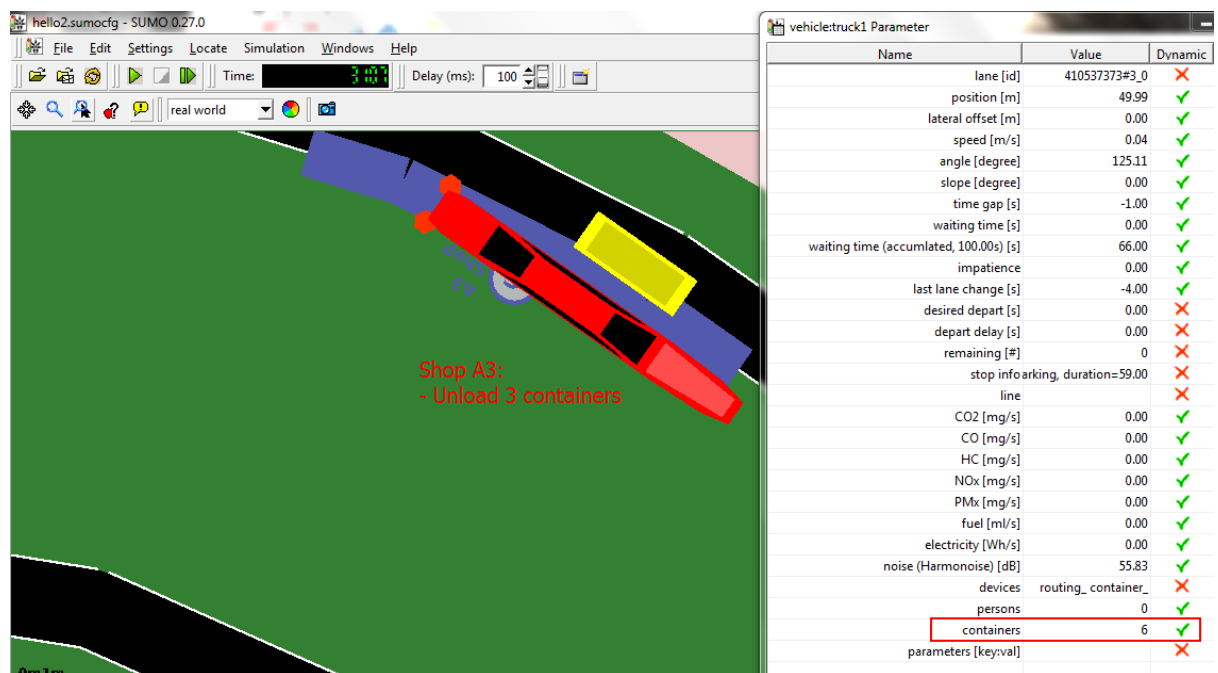 hello2.sumocfg - SUMO 0.27.0
File Edit Settings Locate Simulation Windows Help
Time: 3107 Delay (ms): 100
real world
A3
shop
Shop A3:
- Unload 3 containers
vehicle:truck1 Parameter
Name Value Dynamic
lane [id] 410537373#3_0
position [m] 49.99
lateral offset [m] 0.00
speed [m/s] 0.04
angle [degree] 125.11
slope [degree] 0.00
time gap [s] -1.00
waiting time [s] 0.00
waiting time (accumlated, 100.00s) [s] 66.00
impatience 0.00
last lane change [s] -4.00
desired depart [s] 0.00
depart delay [s] 0.00
remaining [#] 0
stop info arking, duration=59.00
line
CO2 [mg/s] 0.00
CO [mg/s] 0.00
HC [mg/s] 0.00
NOx [mg/s] 0.00
PMx [mg/s] 0.00
fuel [ml/s] 0.00
electricity [Wh/s] 0.00
noise (Harmonoise) [dB] 55.83
devices routing_ container_
persons 0
containers 6
parameters [key:val]